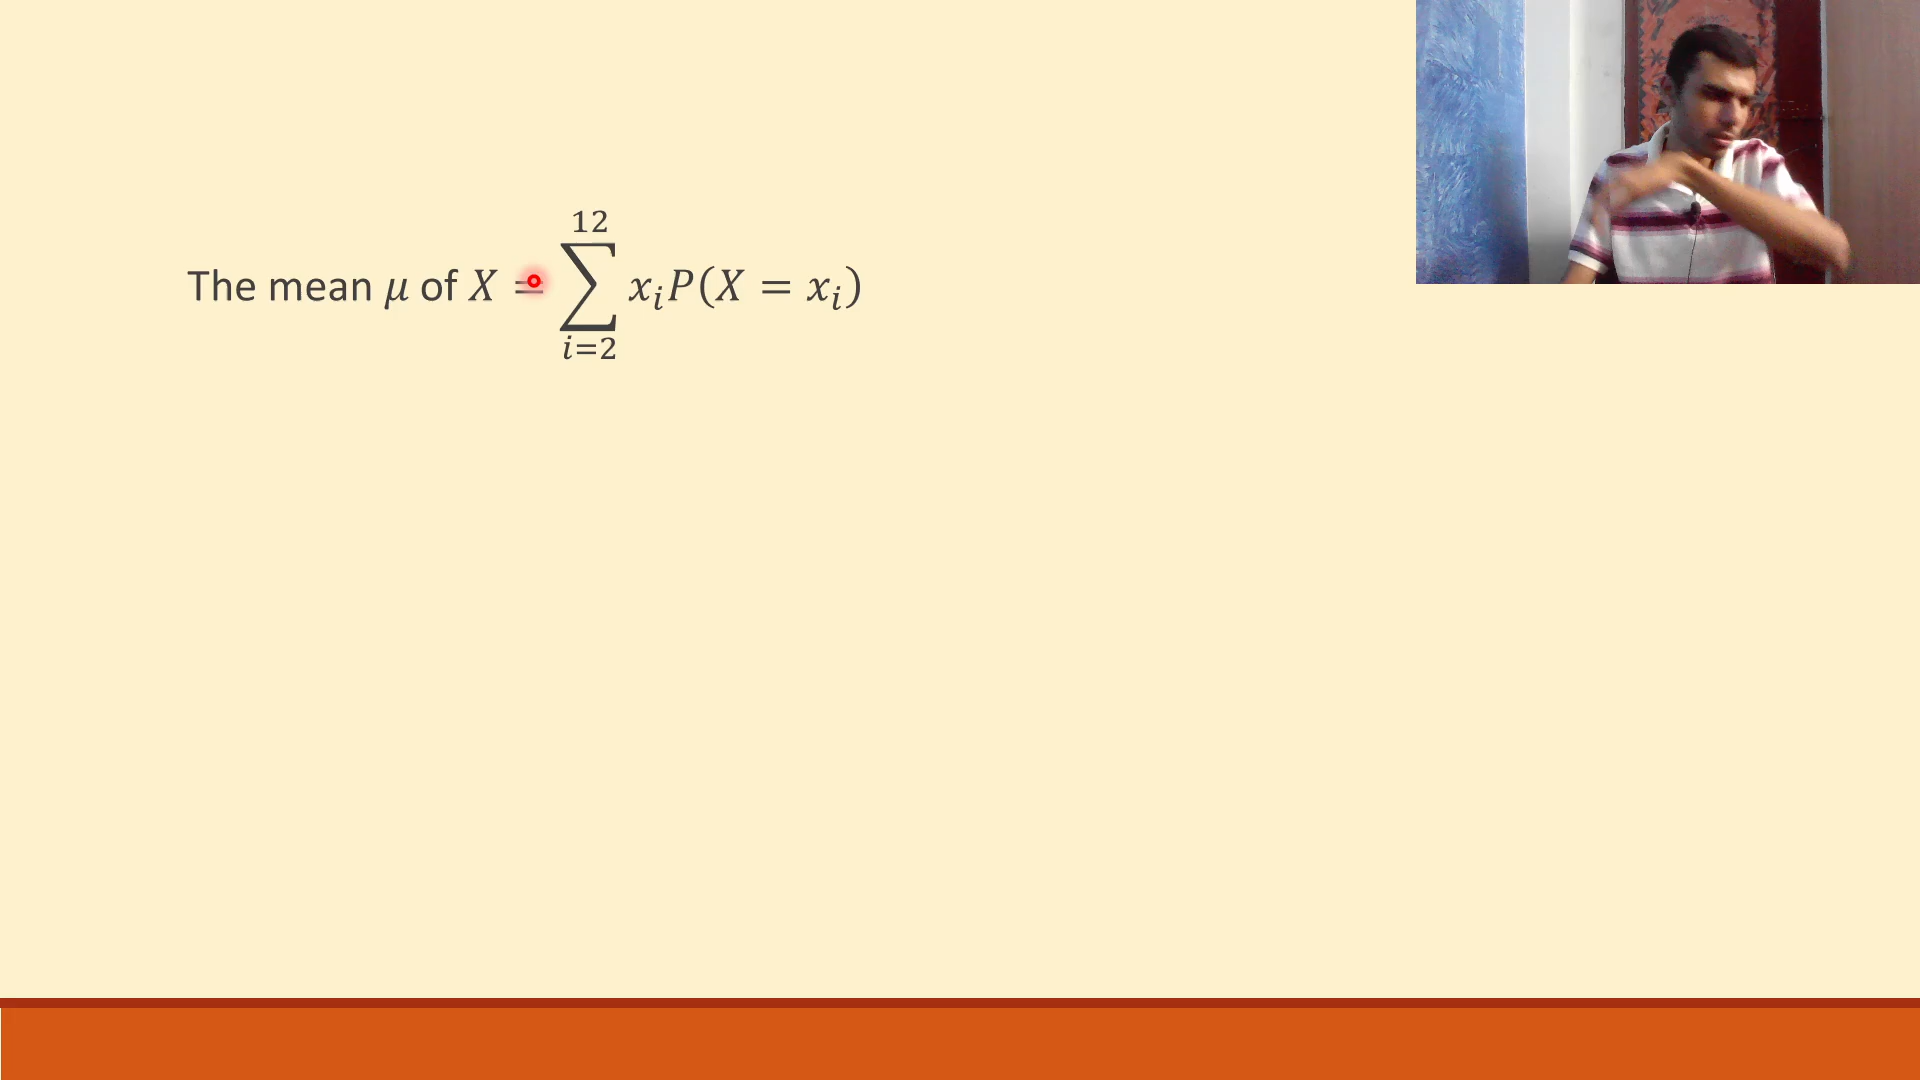 The mean μ of X = ∑_{i=2}^{12} x_i P(X = x_i)